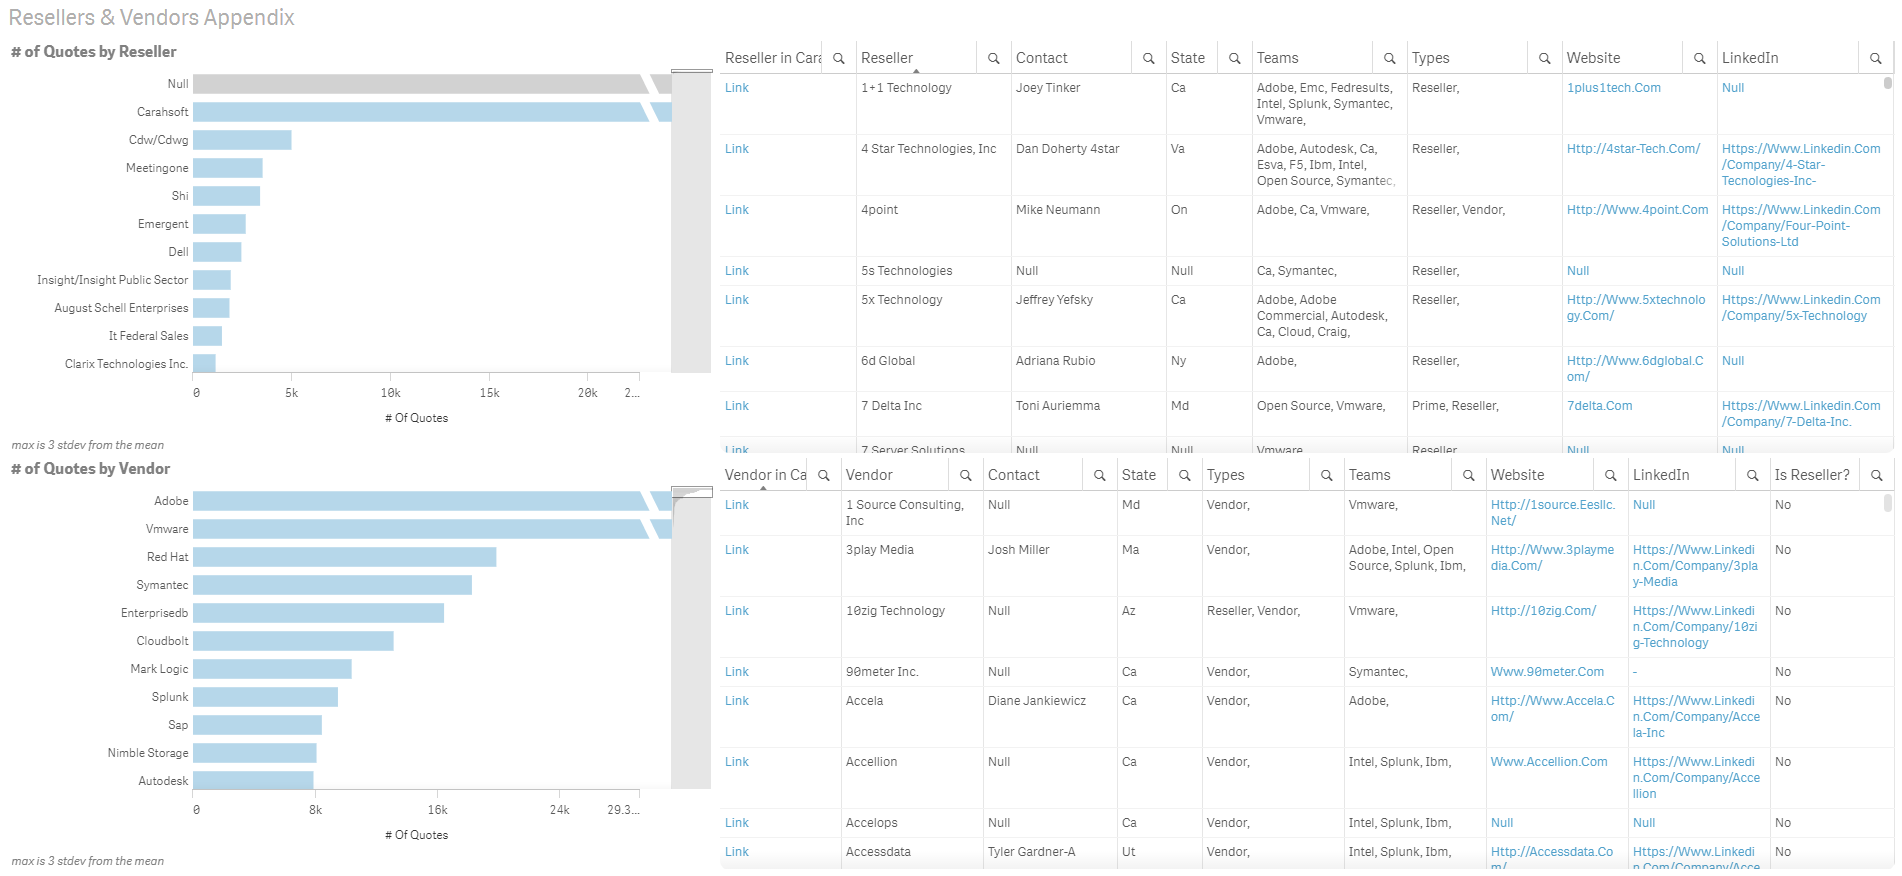 Resellers & Vendors Appendix
# of Quotes by Reseller
Null
Carahsoft
Cdw/Cdwg
Meetingone
Shi
Emergent
Dell
Insight/Insight Public Sector
August Schell Enterprises
It Federal Sales
Clarix Technologies Inc.
0 5k 10k 15k 20k 2...
# Of Quotes
max is 3 stdev from the mean
Reseller in Cara Reseller Contact State Teams Types Website LinkedIn
Link 1+1 Technology Joey Tinker Ca Adobe, Emc, Fedresults, Reseller, 1plus1tech.Com Null
Intel, Splunk, Symantec,
Vmware,
Link 4 Star Technologies, Inc Dan Doherty 4star Va Adobe, Autodesk, Ca, Reseller, Http://4star-Tech.Com/ Https://Www.Linkedin.Com
Esva, F5, Ibm, Intel, /Company/4-Star-
Open Source, Symantec, Tecnologies-Inc-
Link 4point Mike Neumann On Adobe, Ca, Vmware, Reseller, Vendor, Http://Www.4point.Com Https://Www.Linkedin.Com
/Company/Four-Point-
Solutions-Ltd
Link 5s Technologies Null Null Ca, Symantec, Reseller, Null Null
Link 5x Technology Jeffrey Yefsky Ca Adobe, Adobe Reseller, Http://Www.5xtechnolo Https://Www.Linkedin.Com
Commercial, Autodesk, gy.Com/ /Company/5x-Technology
Ca, Cloud, Craig,
Link 6d Global Adriana Rubio Ny Adobe, Reseller, Http://Www.6dglobal.C Null
om/
Link 7 Delta Inc Toni Auriemma Md Open Source, Vmware, Prime, Reseller, 7delta.Com Https://Www.Linkedin.Com
/Company/7-Delta-Inc.
Link 7 Server Solutions Null Null Vmware Reseller Null Null
# of Quotes by Vendor
Adobe
Vmware
Red Hat
Symantec
Enterprisedb
Cloudbolt
Mark Logic
Splunk
Sap
Nimble Storage
Autodesk
0 8k 16k 24k 29.3...
# Of Quotes
max is 3 stdev from the mean
Vendor in Ca Vendor Contact State Types Teams Website LinkedIn Is Reseller?
Link 1 Source Consulting, Null Md Vendor, Vmware, Http://1source.Eesllc. Null No
Inc Net/
Link 3play Media Josh Miller Ma Vendor, Adobe, Intel, Open Http://Www.3playme Https://Www.Linkedi No
Source, Splunk, Ibm, dia.Com/ n.Com/Company/3pla
y-Media
Link 10zig Technology Null Az Reseller, Vendor, Vmware, Http://10zig.Com/ Https://Www.Linkedi No
n.Com/Company/10zi
g-Technology
Link 90meter Inc. Null Ca Vendor, Symantec, Www.90meter.Com - No
Link Accela Diane Jankiewicz Ca Vendor, Adobe, Http://Www.Accela.C Https://Www.Linkedi No
om/ n.Com/Company/Acce
la-Inc
Link Accellion Null Ca Vendor, Intel, Splunk, Ibm, Www.Accellion.Com Https://Www.Linkedi No
n.Com/Company/Acce
llion
Link Accelops Null Ca Vendor, Intel, Splunk, Ibm, Null Null No
Link Accessdata Tyler Gardner-A Ut Vendor, Intel, Splunk, Ibm, Http://Accessdata.Co Https://Www.Linkedi No
m/ n.Com/Company/Acce